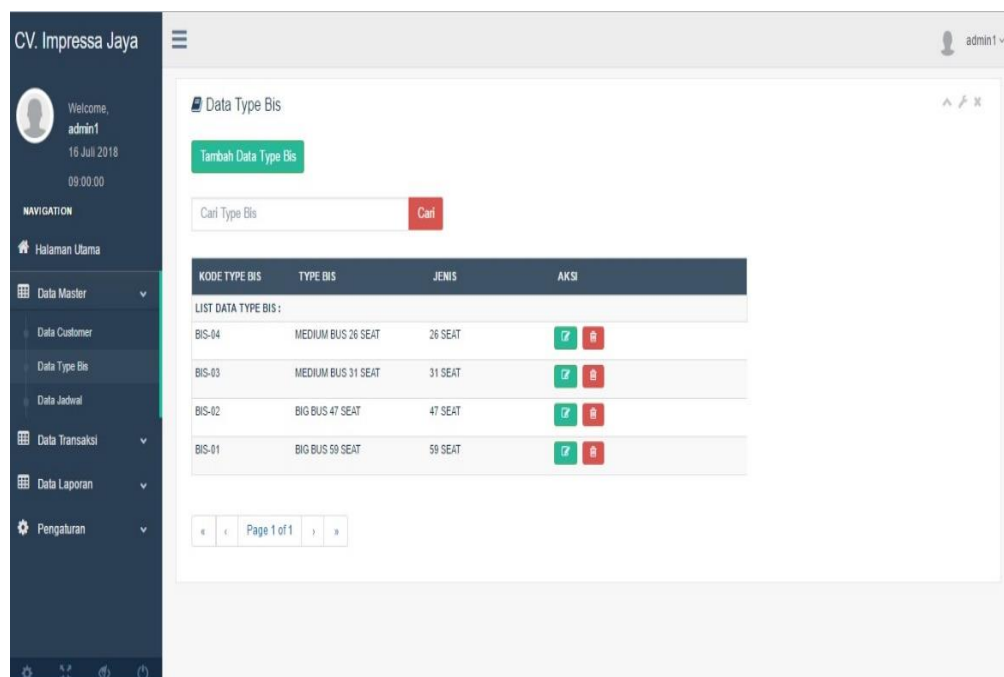 CV. Impressa Jaya
admin1
Welcome,
admin1
16 Juli 2018
09:00:00
NAVIGATION
Halaman Utama
Data Master
Data Customer
Data Type Bis
Data Jadwal
Data Transaksi
Data Laporan
Pengaturan
Data Type Bis
Tambah Data Type Bis
Cari Type Bis
Cari
KODE TYPE BIS TYPE BIS JENIS AKSI
LIST DATA TYPE BIS :
BIS-04 MEDIUM BUS 26 SEAT 26 SEAT
BIS-03 MEDIUM BUS 31 SEAT 31 SEAT
BIS-02 BIG BUS 47 SEAT 47 SEAT
BIS-01 BIG BUS 59 SEAT 59 SEAT
« ‹ Page 1 of 1 › »